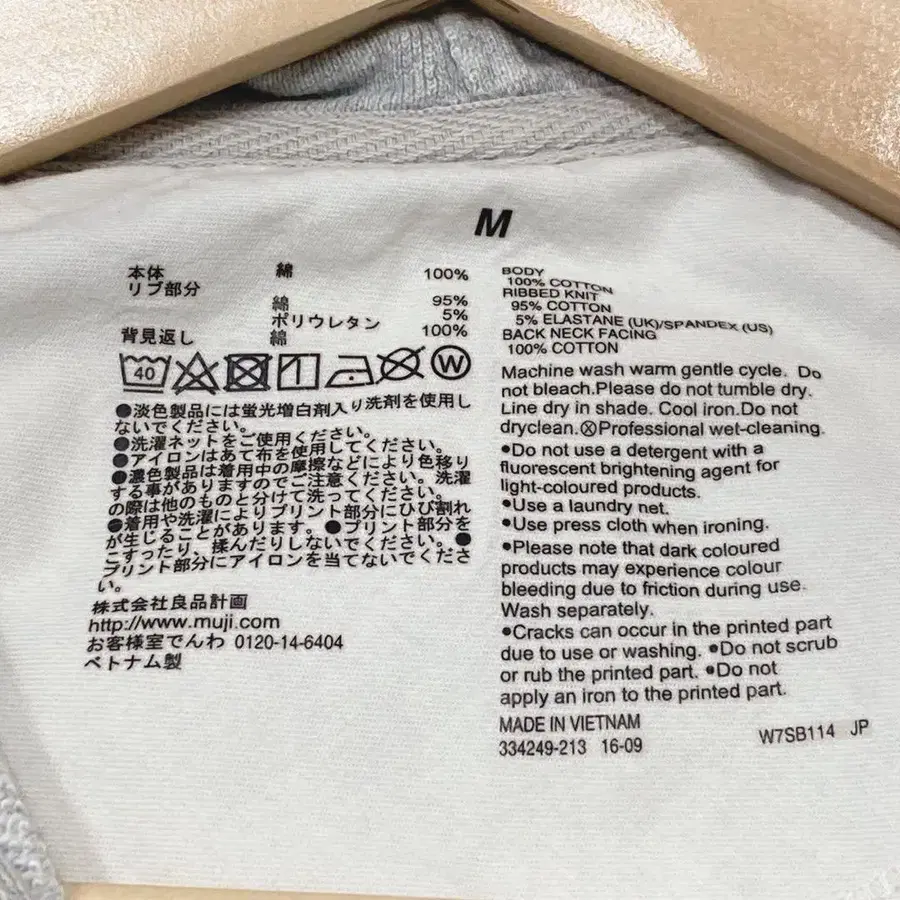 M
本体 綿 100%
リブ部分
綿 95%
ポリウレタン 5%
背見返し 綿 100%
40
W
●淡色製品には蛍光増白剤入り洗剤を使用し
ないでください。
●洗濯ネットをご使用ください。
●アイロンはあて布を使用してください。
●濃色製品は着用中の摩擦などにより色移り
する事がありますのでご注意ください。洗濯
の際は他のものと分けて洗ってください。
●着用や洗濯によりプリント部分にひび割れ
が生じることがあります。●プリント部分を
こすったり、揉んだりしないでください。●
プリント部分にアイロンを当てないでくださ
い。
株式会社良品計画
http://www.muji.com
お客様室でんわ 0120-14-6404
ベトナム製
BODY
100% COTTON
RIBBED KNIT
95% COTTON
5% ELASTANE (UK)/SPANDEX (US)
BACK NECK FACING
100% COTTON
Machine wash warm gentle cycle. Do
not bleach.Please do not tumble dry.
Line dry in shade. Cool iron.Do not
dryclean.ⓌProfessional wet-cleaning.
●Do not use a detergent with a
fluorescent brightening agent for
light-coloured products.
●Use a laundry net.
●Use press cloth when ironing.
●Please note that dark coloured
products may experience colour
bleeding due to friction during use.
Wash separately.
●Cracks can occur in the printed part
due to use or washing. ●Do not scrub
or rub the printed part. ●Do not
apply an iron to the printed part.
MADE IN VIETNAM
334249-213 16-09
W7SB114 JP